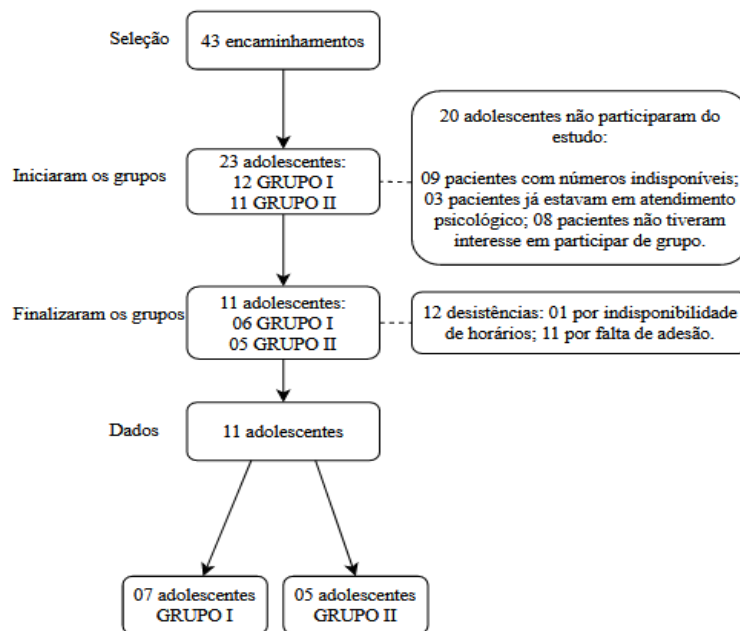 Seleção
43 encaminhamentos
20 adolescentes não participaram do
estudo:
09 pacientes com números indisponíveis;
03 pacientes já estavam em atendimento
psicológico; 08 pacientes não tiveram
interesse em participar de grupo.
Iniciaram os grupos
23 adolescentes:
12 GRUPO I
11 GRUPO II
Finalizaram os grupos
11 adolescentes:
06 GRUPO I
05 GRUPO II
12 desistências: 01 por indisponibilidade
de horários; 11 por falta de adesão.
Dados
11 adolescentes
07 adolescentes
GRUPO I
05 adolescentes
GRUPO II